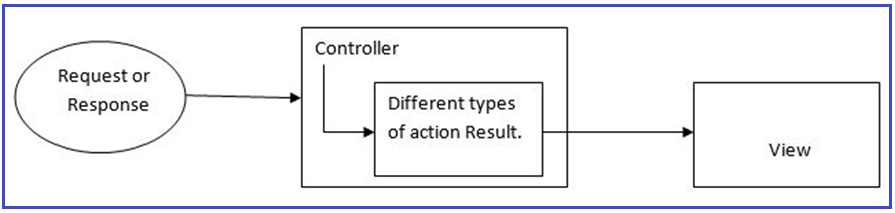 Request or
Response
Controller
Different types
of action Result.
View